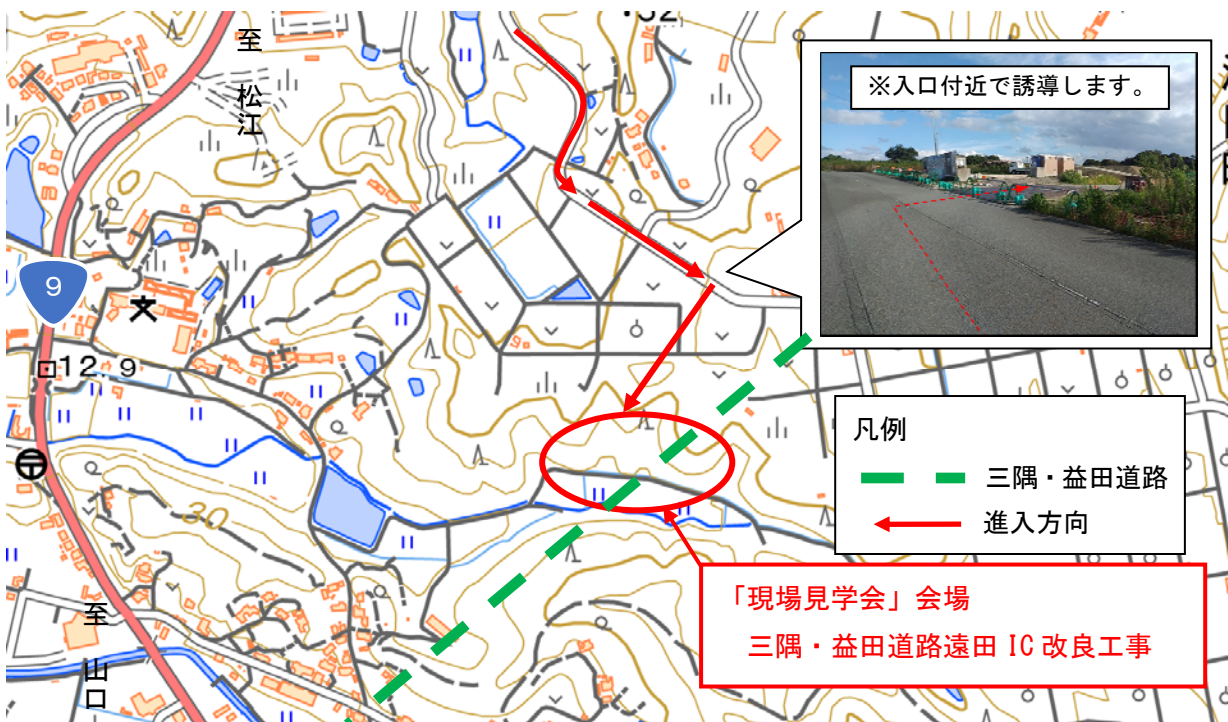 至
松江
※入口付近で誘導します。
9
12.9
30
凡例
三隅・益田道路
進入方向
「現場見学会」会場
三隅・益田道路遠田 IC 改良工事
至
山口